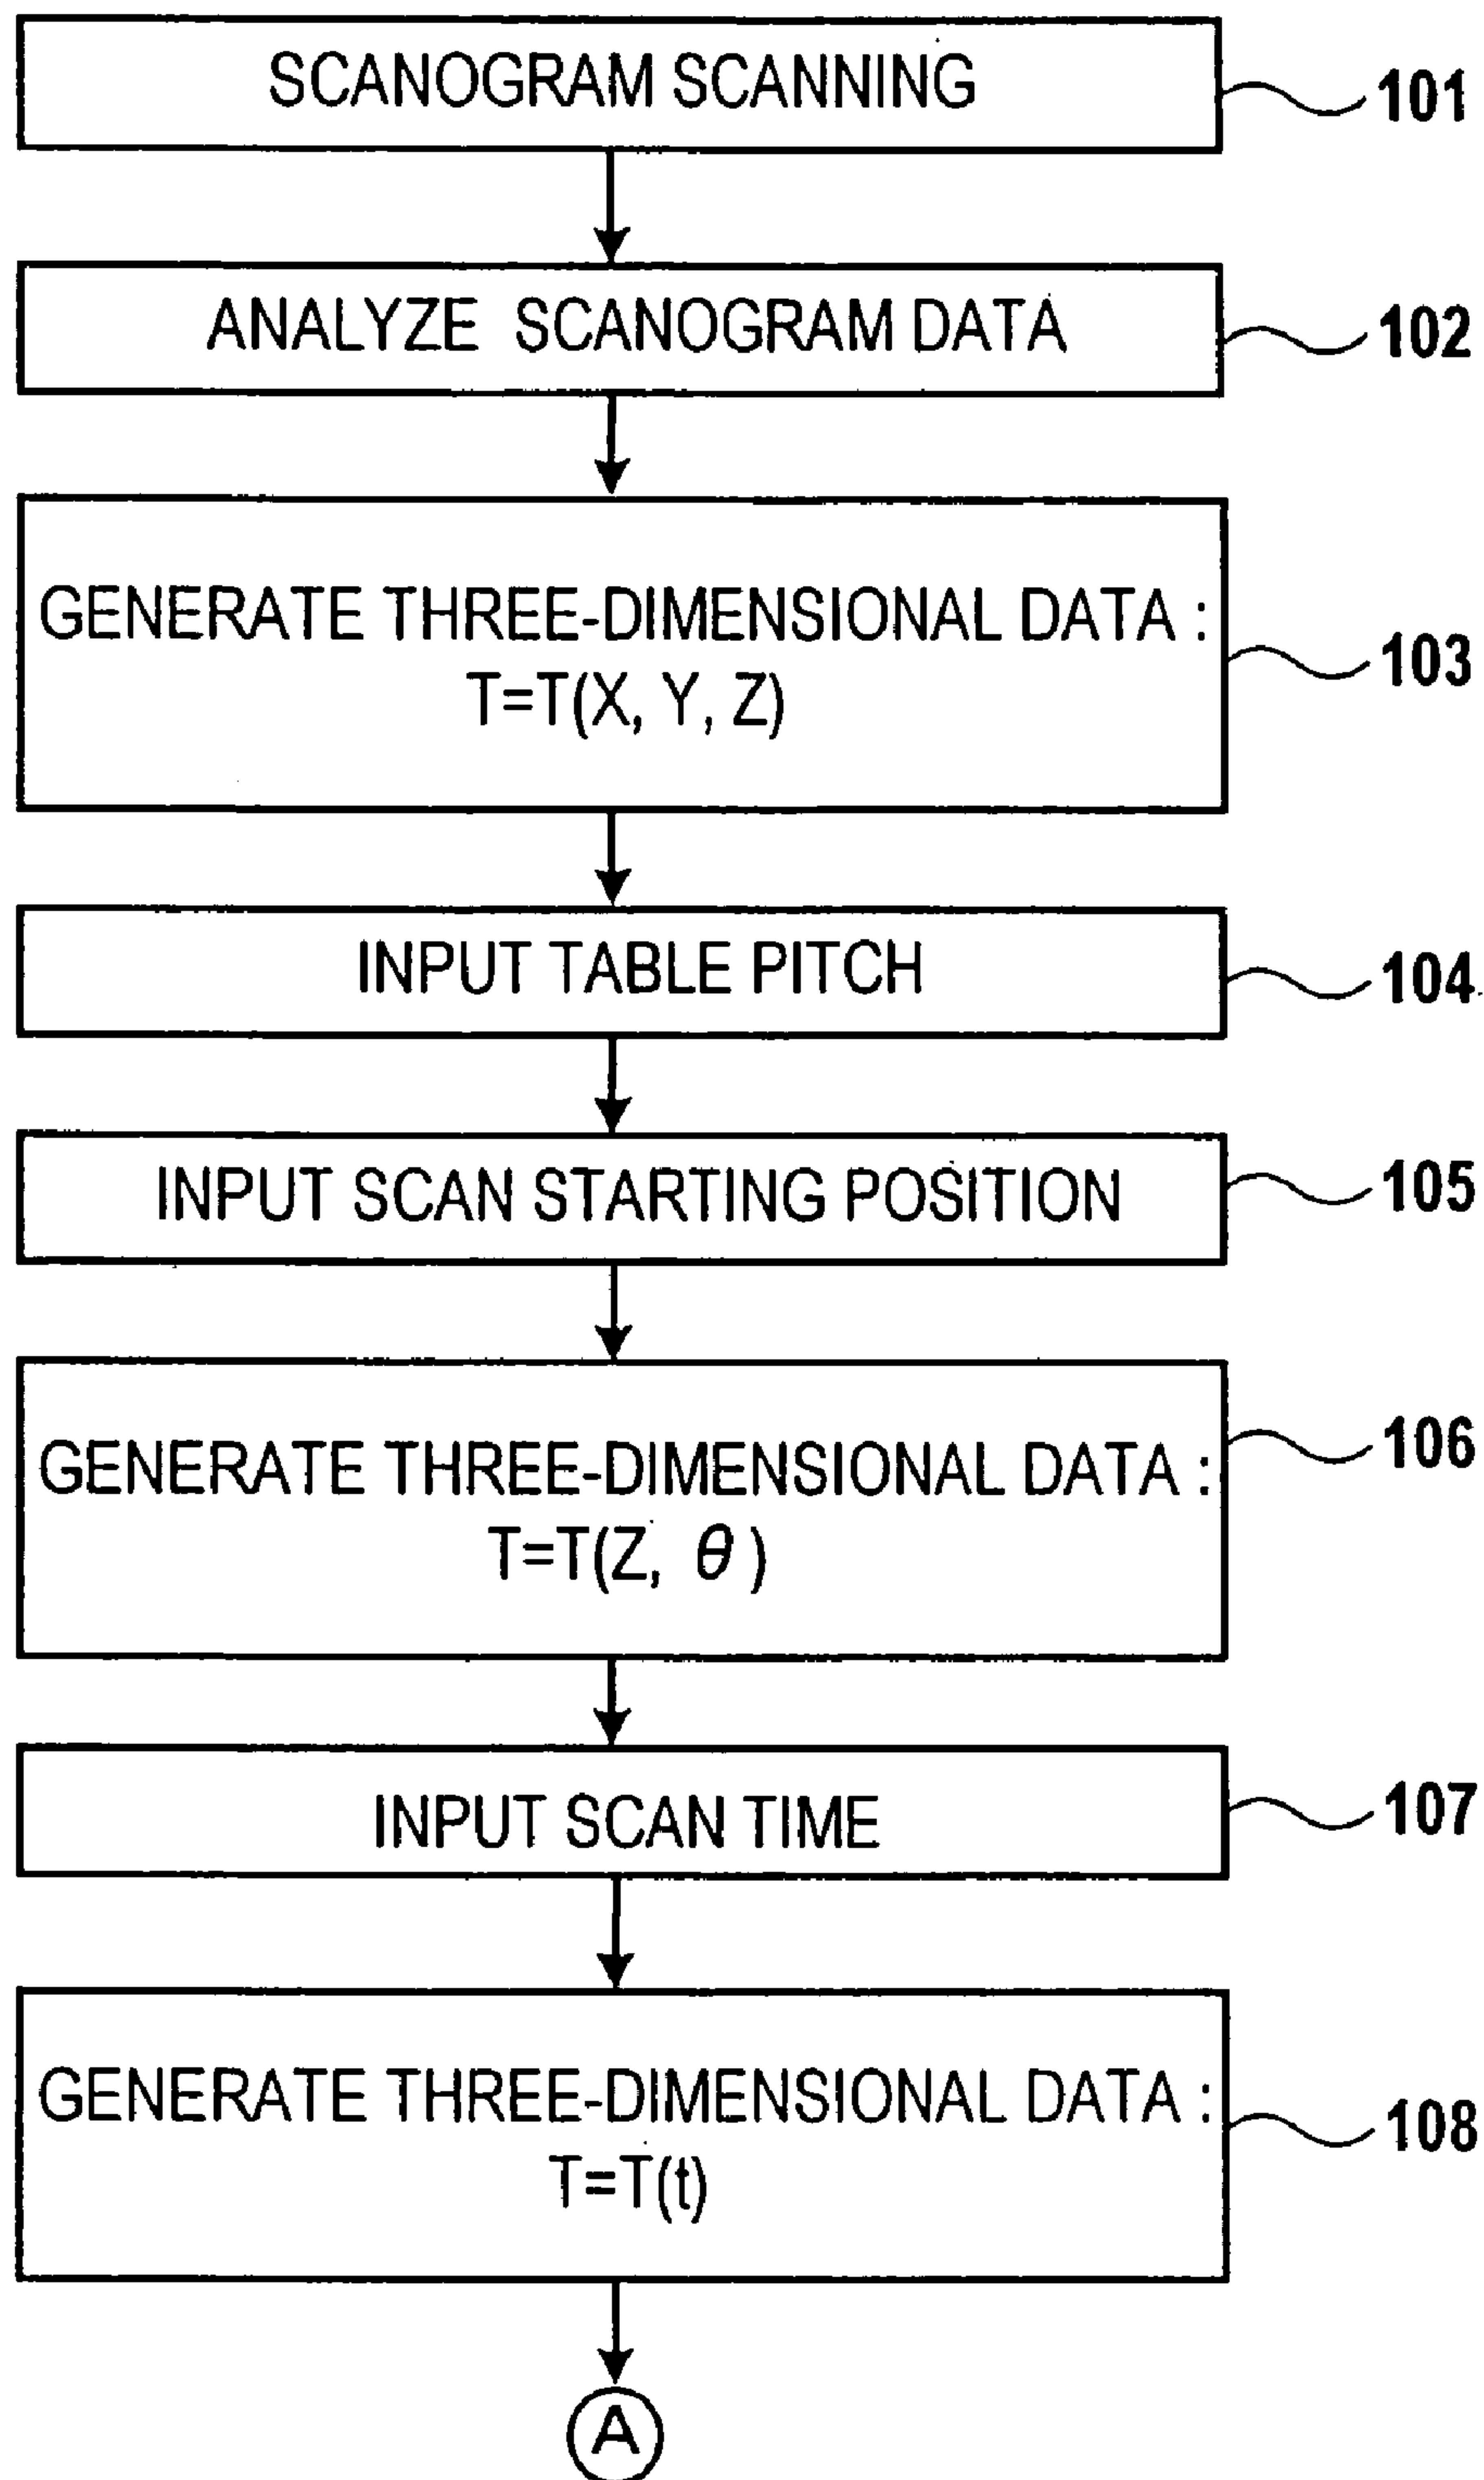 SCANOGRAM SCANNING
101
ANALYZE SCANOGRAM DATA
102
GENERATE THREE-DIMENSIONAL DATA :
T=T(X, Y, Z)
103
INPUT TABLE PITCH
104
INPUT SCAN STARTING POSITION
105
GENERATE THREE-DIMENSIONAL DATA :
T=T(Z, θ )
106
INPUT SCAN TIME
107
GENERATE THREE-DIMENSIONAL DATA :
T=T(t)
108
A